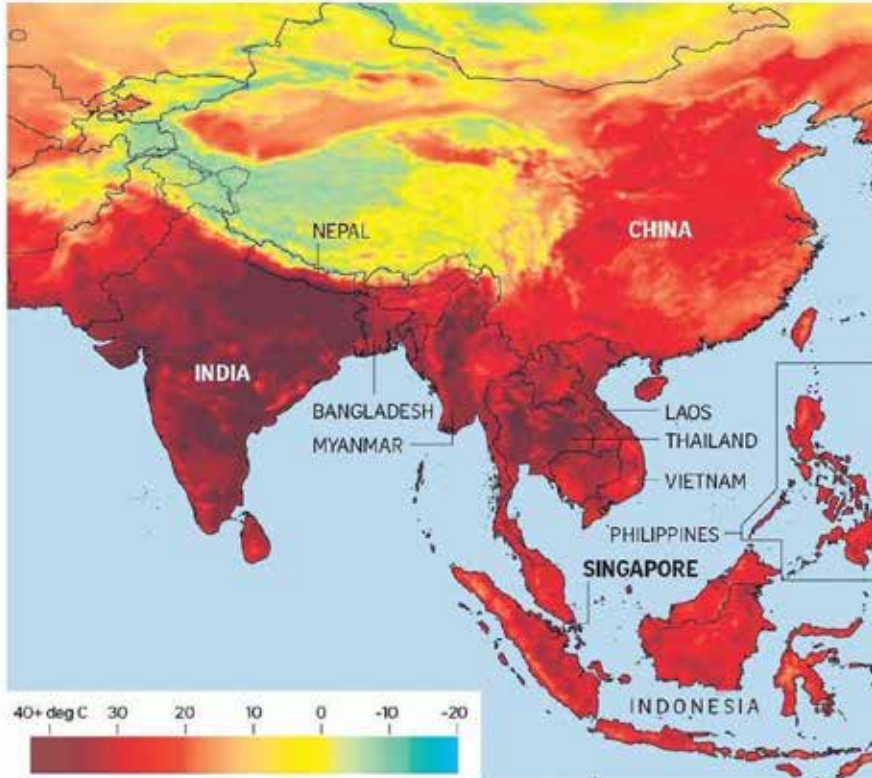 NEPAL
CHINA
INDIA
BANGLADESH
LAOS
MYANMAR
THAILAND
VIETNAM
PHILIPPINES
SINGAPORE
INDONESIA
40+ deg C 30 20 10 0 -10 -20